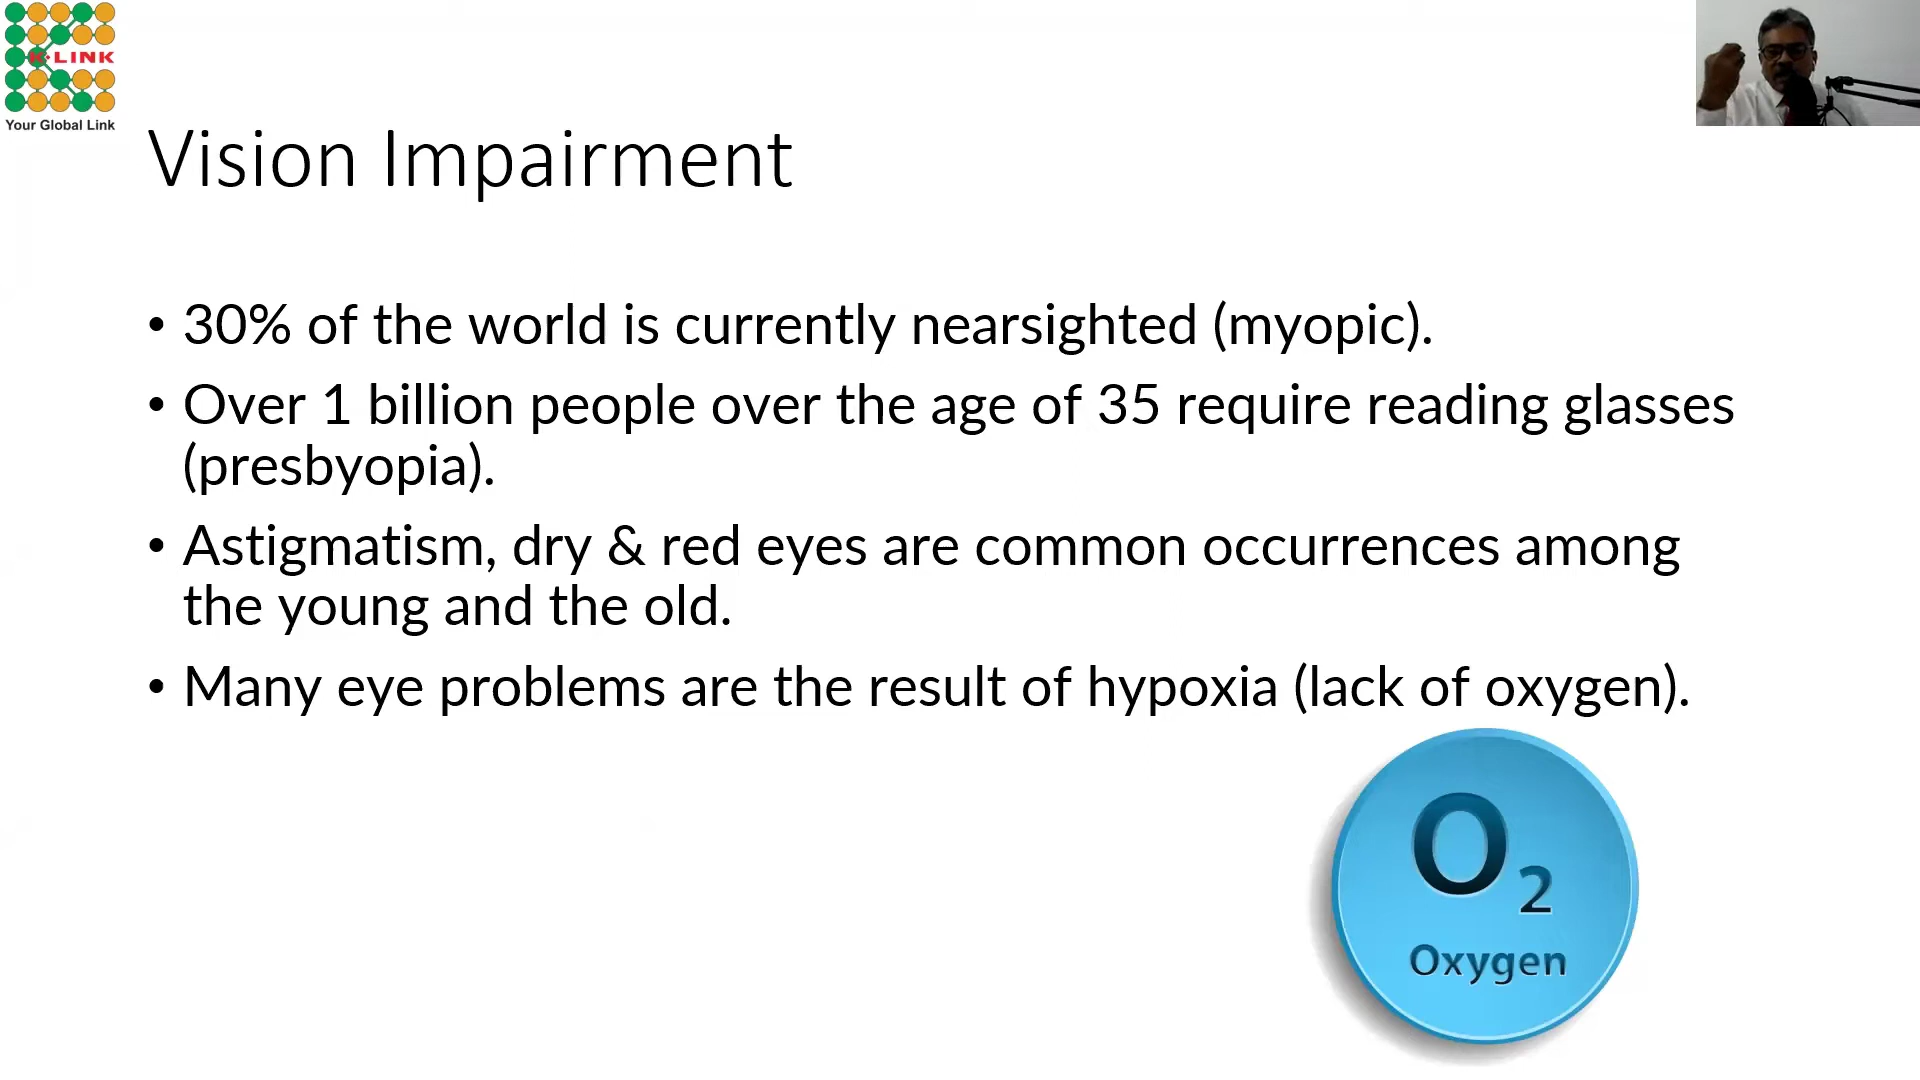 K-LINK
Your Global Link
Vision Impairment
• 30% of the world is currently nearsighted (myopic).
• Over 1 billion people over the age of 35 require reading glasses
(presbyopia).
• Astigmatism, dry & red eyes are common occurrences among
the young and the old.
• Many eye problems are the result of hypoxia (lack of oxygen).
O2
Oxygen